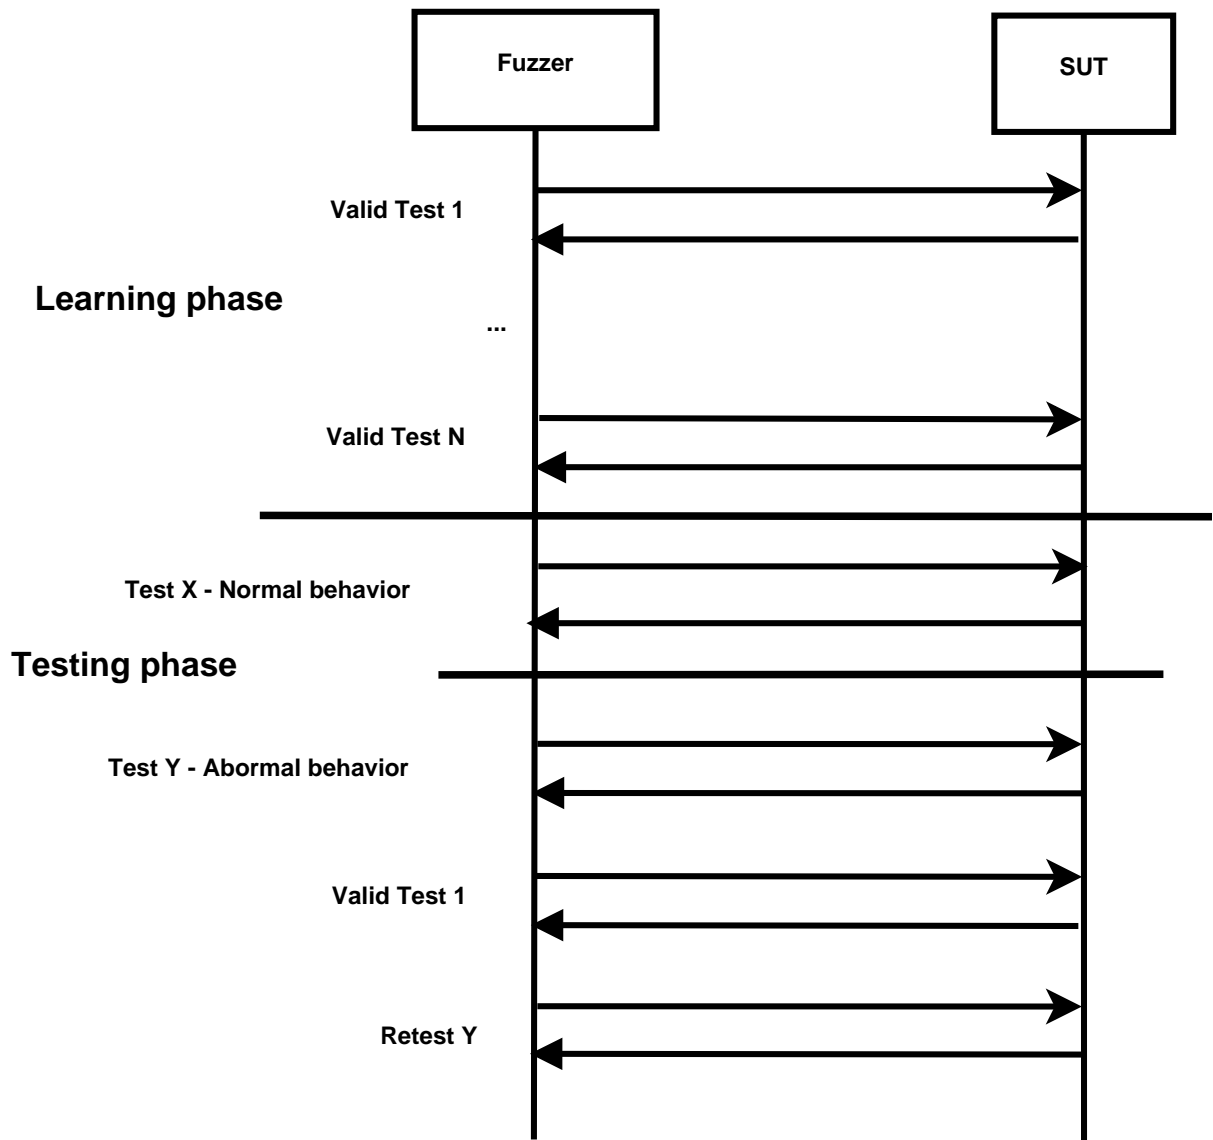 Fuzzer
SUT
Valid Test 1
Learning phase
...
Valid Test N
Test X - Normal behavior
Testing phase
Test Y - Abormal behavior
Valid Test 1
Retest Y